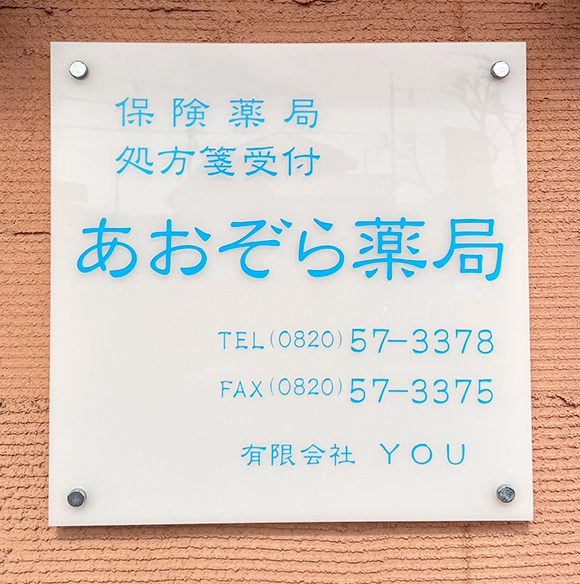 保険薬局
処方箋受付
あおぞら薬局
TEL(0820)57-3378
FAX(0820)57-3375
有限会社 YOU